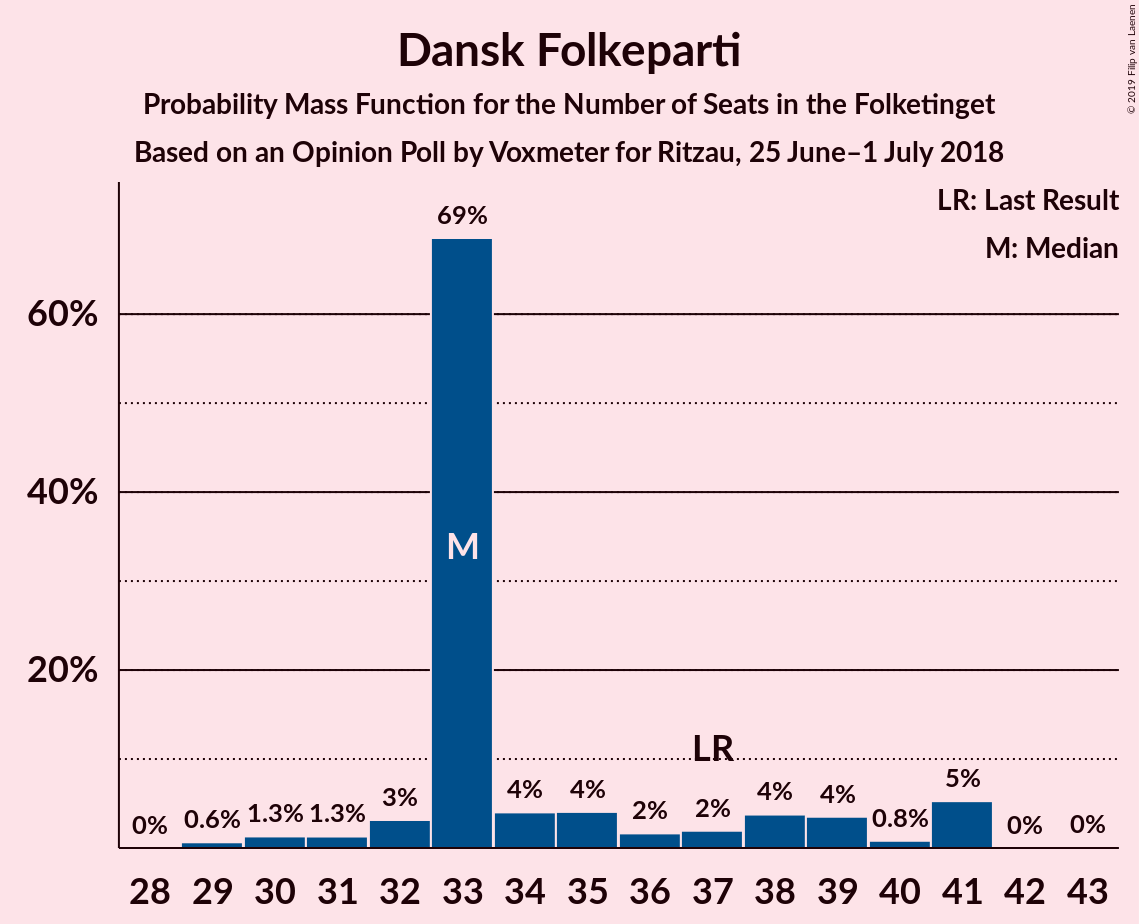 Dansk Folkeparti
Probability Mass Function for the Number of Seats in the Folketinget
Based on an Opinion Poll by Voxmeter for Ritzau, 25 June–1 July 2018
© 2019 Filip van Laenen
LR: Last Result
M: Median
60%
40%
20%
0%
0.6%
1.3%
1.3%
3%
69%
M
4%
4%
2%
LR
2%
4%
4%
0.8%
5%
0%
0%
28 29 30 31 32 33 34 35 36 37 38 39 40 41 42 43